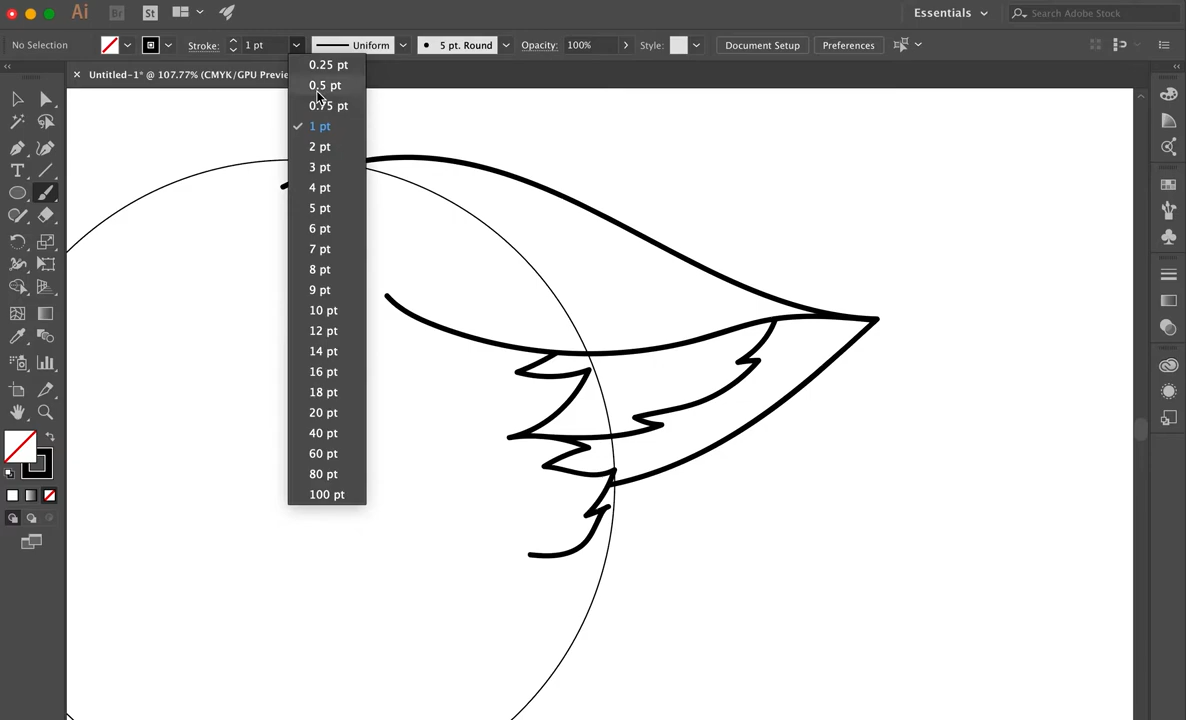 Ai Br St Essentials Search Adobe Stock
No Selection Stroke: 1 pt Uniform 5 pt. Round Opacity: 100% Style: Document Setup Preferences
× Untitled-1* @ 107.77% (CMYK/GPU Previe
0.25 pt
0.5 pt
0.75 pt
1 pt
2 pt
3 pt
4 pt
5 pt
6 pt
7 pt
8 pt
9 pt
10 pt
12 pt
14 pt
16 pt
18 pt
20 pt
40 pt
60 pt
80 pt
100 pt